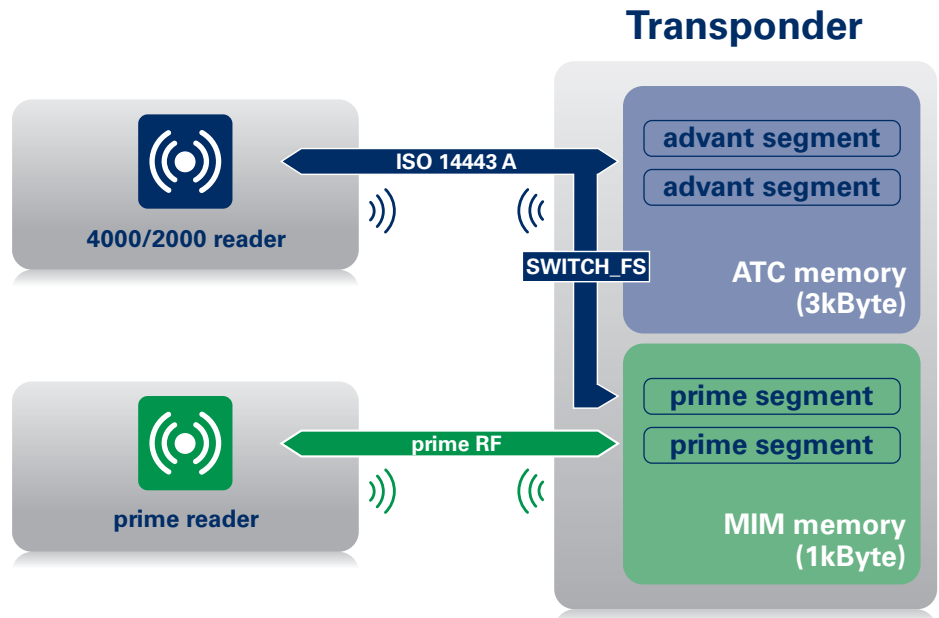 Transponder
4000/2000 reader
ISO 14443 A
SWITCH_FS
advant segment
advant segment
ATC memory
(3kByte)
prime reader
prime RF
prime segment
prime segment
MIM memory
(1kByte)